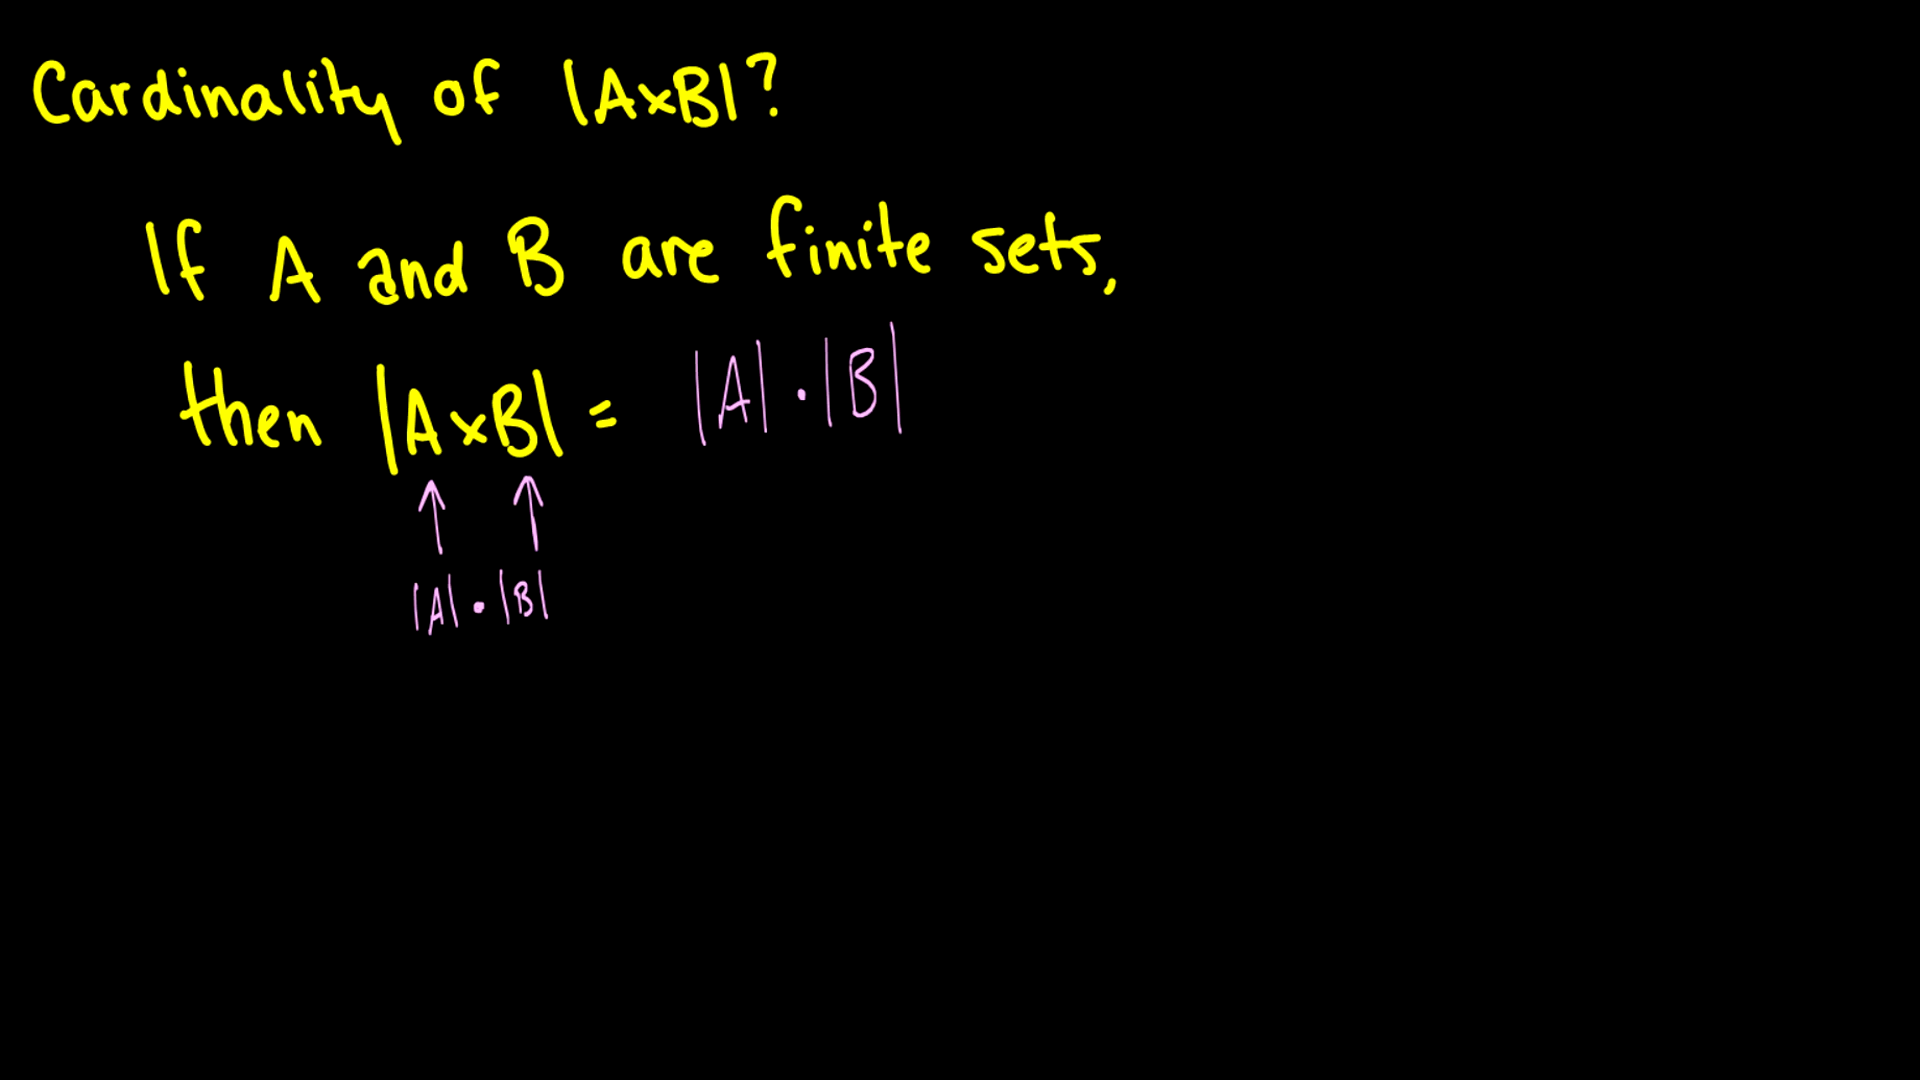 Cardinality of |A×B|?
If A and B are finite sets,
then |A×B| = |A|·|B|
↑ ↑
|A|·|B|